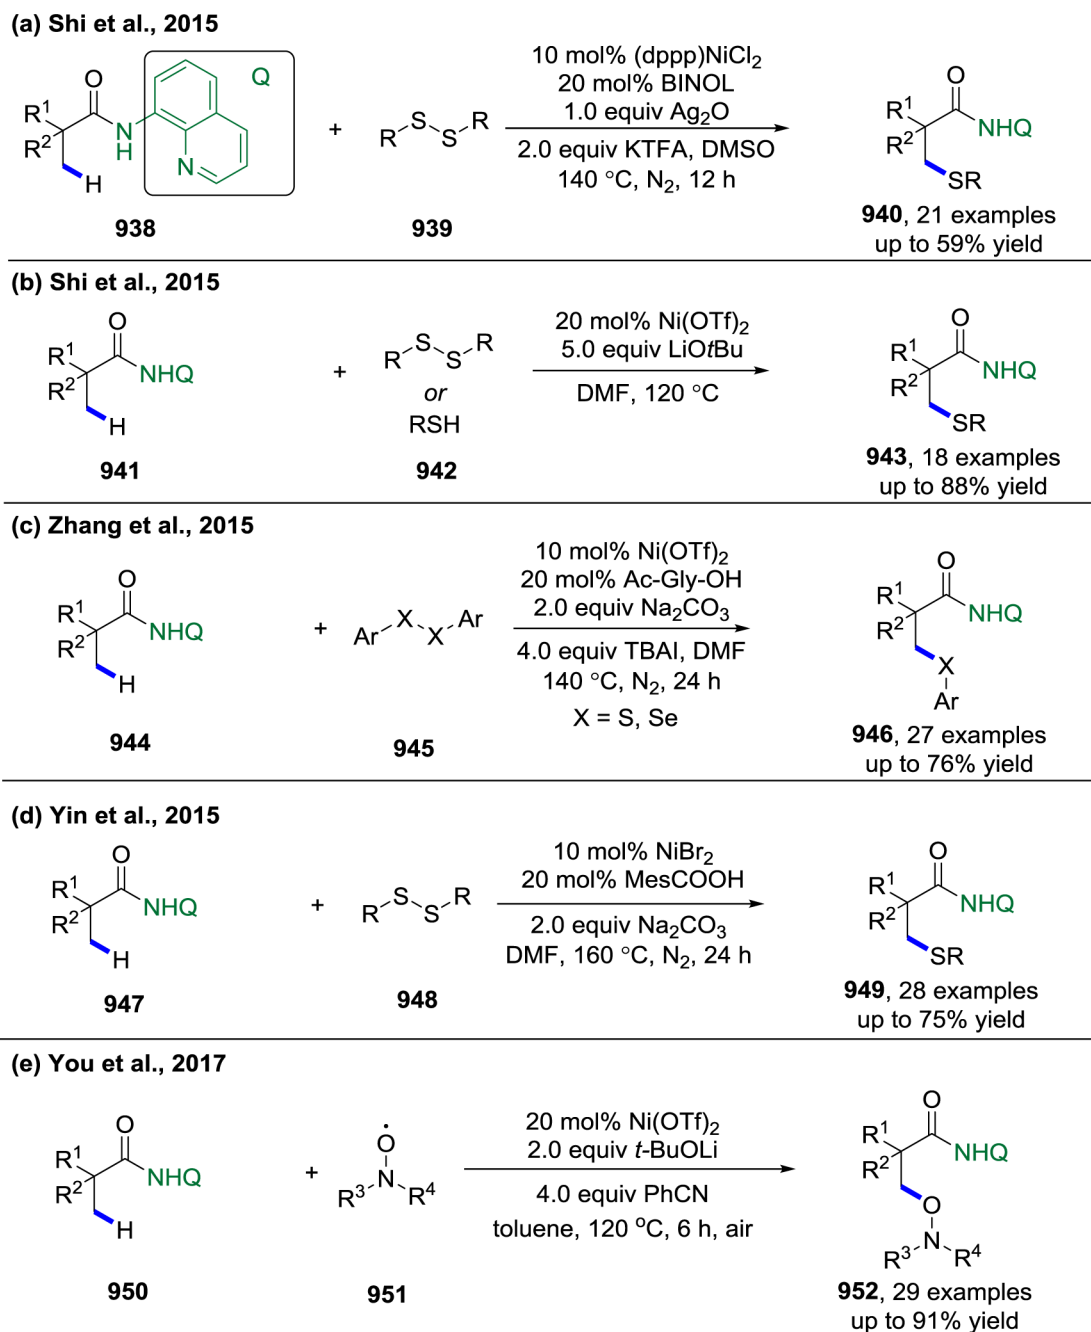 (a) Shi et al., 2015
O
R¹
R²
N
H
H
N
Q
+
R
S
S
R
10 mol% (dppp)NiCl₂
20 mol% BINOL
1.0 equiv Ag₂O
2.0 equiv KTFA, DMSO
140 °C, N₂, 12 h
O
R¹
R²
NHQ
SR
938
939
940, 21 examples
up to 59% yield
(b) Shi et al., 2015
O
R¹
R²
NHQ
H
+
R
S
S
R
or
RSH
20 mol% Ni(OTf)₂
5.0 equiv LiOtBu
DMF, 120 °C
O
R¹
R²
NHQ
SR
941
942
943, 18 examples
up to 88% yield
(c) Zhang et al., 2015
O
R¹
R²
NHQ
H
+
Ar
X
X
Ar
10 mol% Ni(OTf)₂
20 mol% Ac-Gly-OH
2.0 equiv Na₂CO₃
4.0 equiv TBAI, DMF
140 °C, N₂, 24 h
X = S, Se
O
R¹
R²
NHQ
X
Ar
944
945
946, 27 examples
up to 76% yield
(d) Yin et al., 2015
O
R¹
R²
NHQ
H
+
R
S
S
R
10 mol% NiBr₂
20 mol% MesCOOH
2.0 equiv Na₂CO₃
DMF, 160 °C, N₂, 24 h
O
R¹
R²
NHQ
SR
947
948
949, 28 examples
up to 75% yield
(e) You et al., 2017
O
R¹
R²
NHQ
H
+
O
N
R³
R⁴
20 mol% Ni(OTf)₂
2.0 equiv t-BuOLi
4.0 equiv PhCN
toluene, 120 °C, 6 h, air
O
R¹
R²
NHQ
O
N
R³
R⁴
950
951
952, 29 examples
up to 91% yield